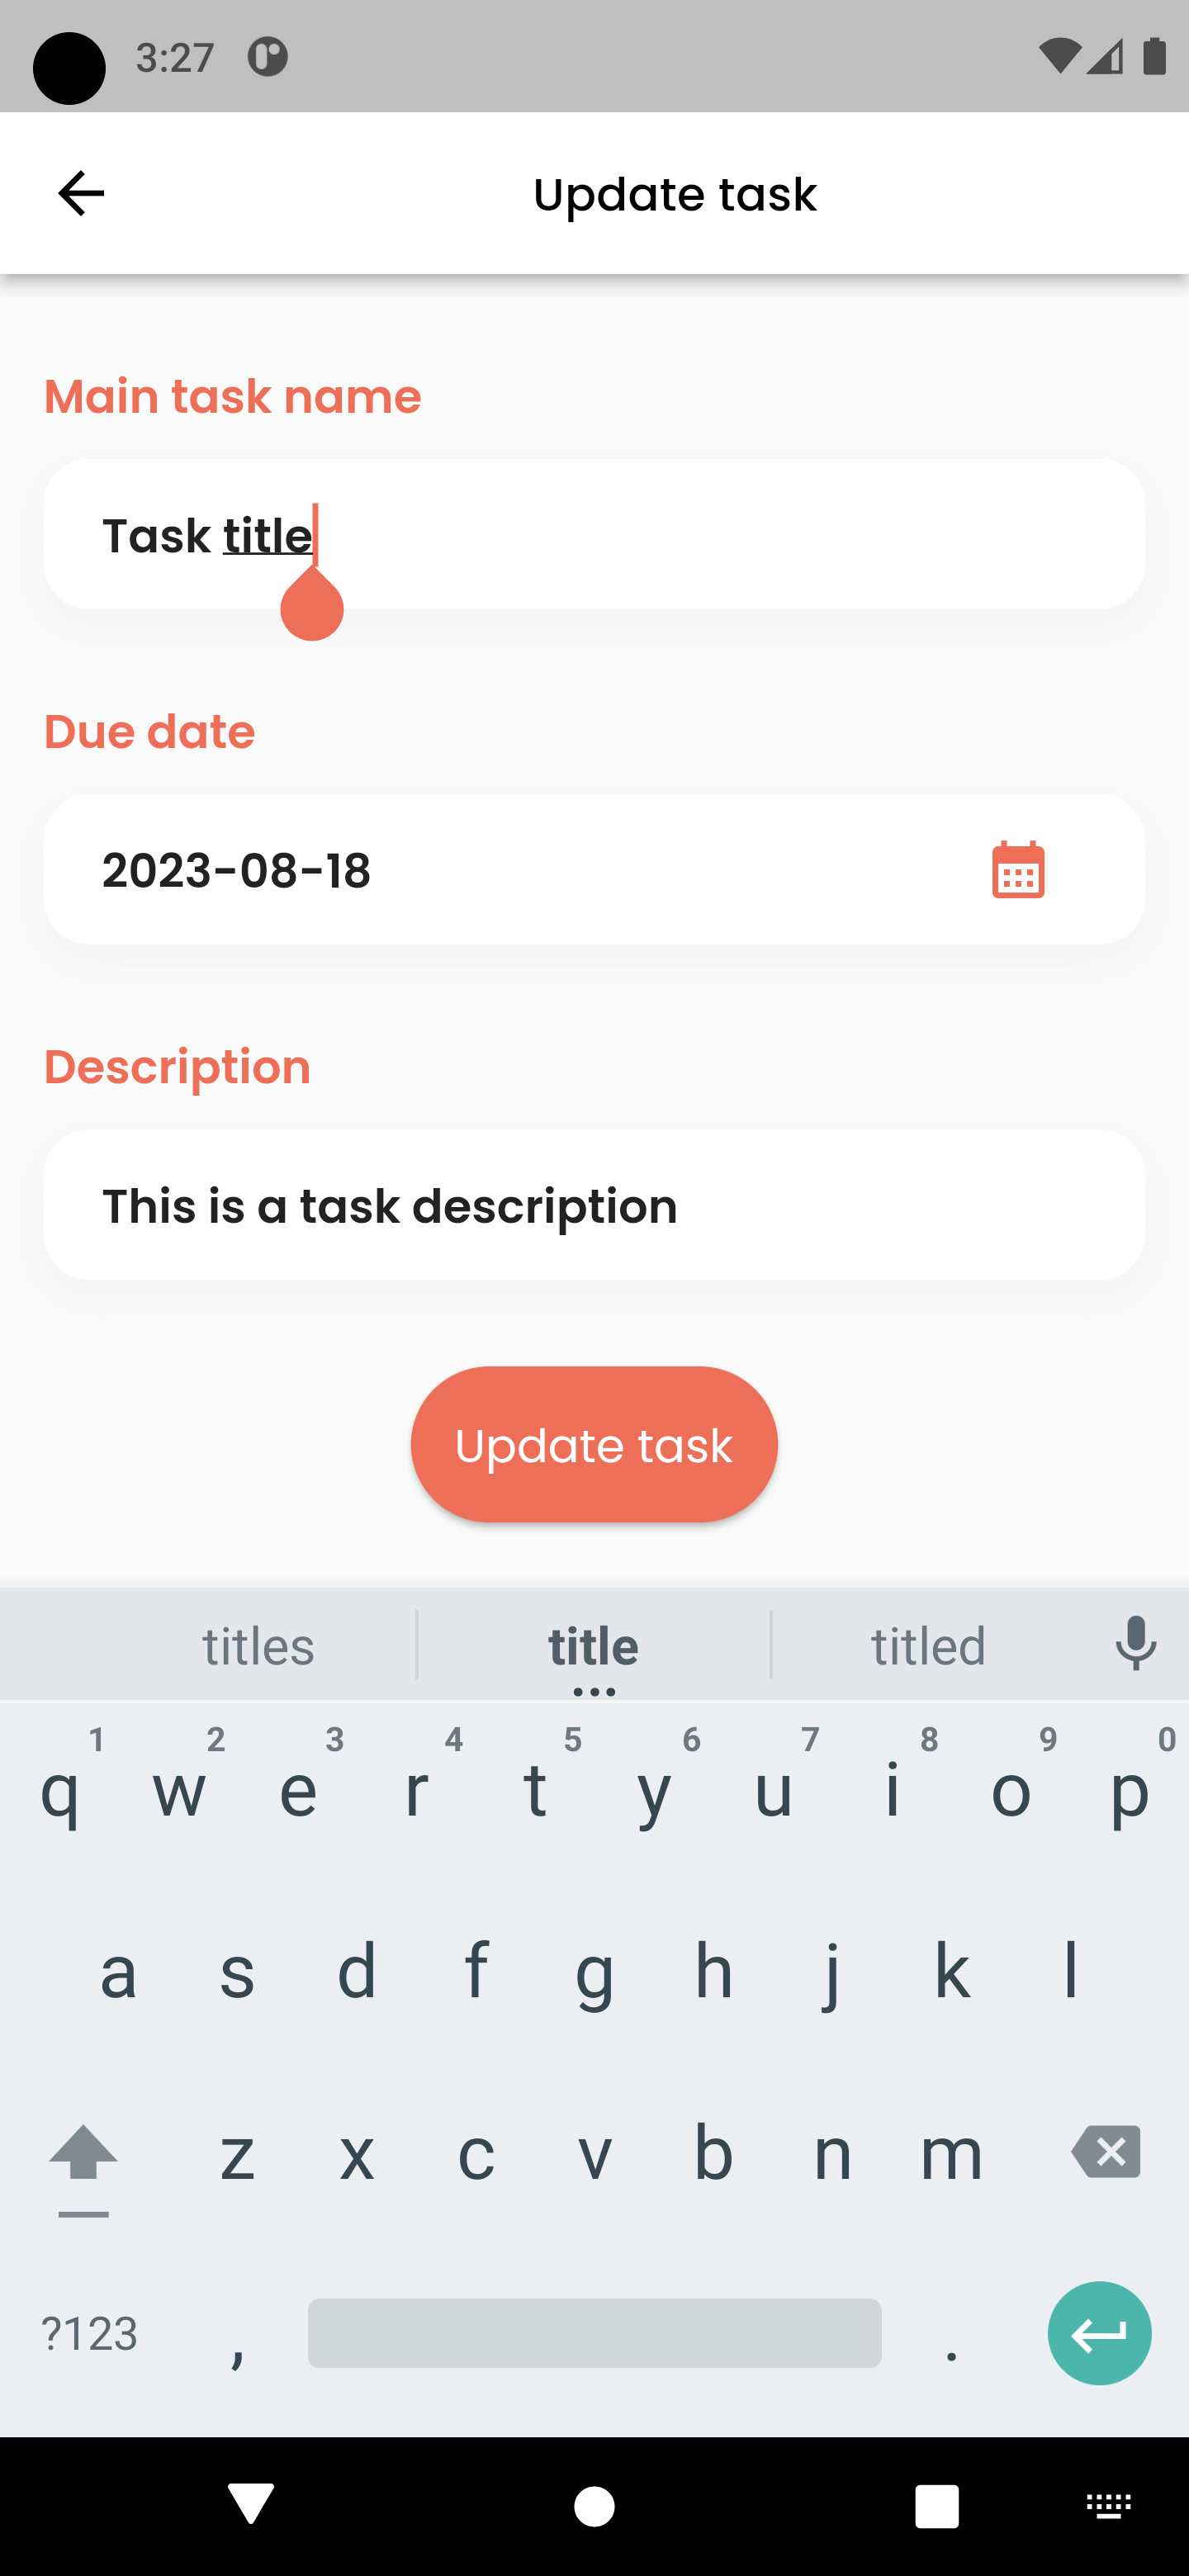 3:27
Update task
Main task name
Task title
Due date
2023-08-18
Description
This is a task description
Update task
titles title titled
1 2 3 4 5 6 7 8 9 0
q w e r t y u i o p
a s d f g h j k l
z x c v b n m
?123 , .